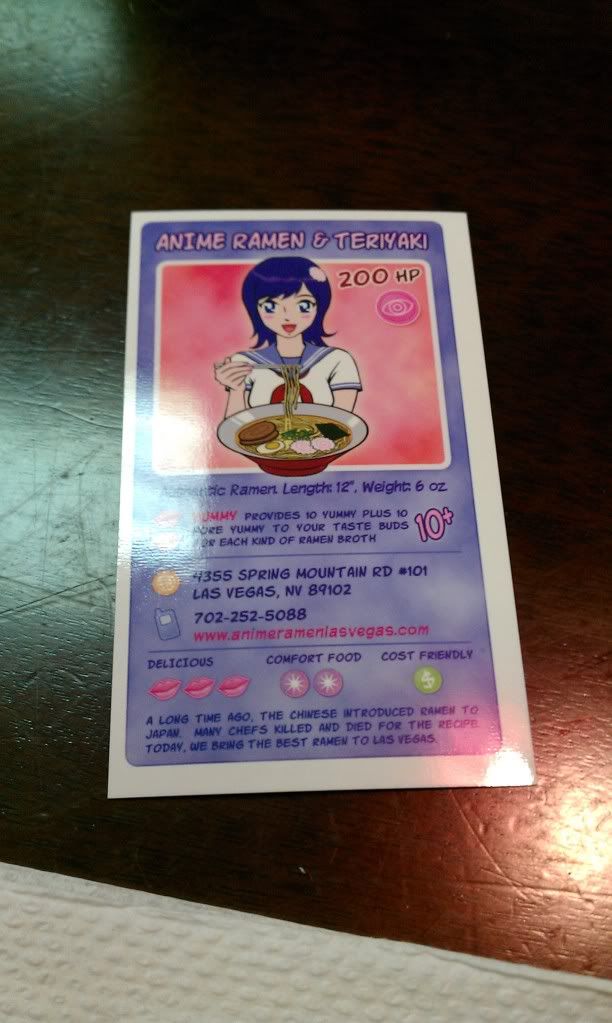 ANIME RAMEN & TERIYAKI
200 HP
Authentic Ramen. Length: 12", Weight: 6 oz
YUMMY PROVIDES 10 YUMMY PLUS 10
MORE YUMMY TO YOUR TASTE BUDS
FOR EACH KIND OF RAMEN BROTH
10+
4355 SPRING MOUNTAIN RD #101
LAS VEGAS, NV 89102
702-252-5088
www.animeramenlasvegas.com
DELICIOUS
COMFORT FOOD
COST FRIENDLY
$
A LONG TIME AGO, THE CHINESE INTRODUCED RAMEN TO
JAPAN. MANY CHEFS KILLED AND DIED FOR THE RECIPE
TODAY, WE BRING THE BEST RAMEN TO LAS VEGAS.